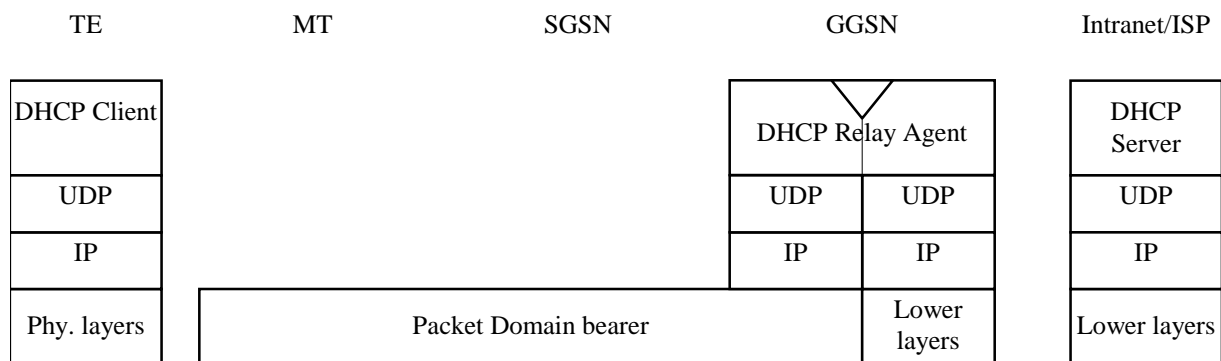 TE MT SGSN GGSN Intranet/ISP
DHCP Client
DHCP Relay Agent
DHCP
Server
UDP UDP UDP UDP
IP IP IP IP
Phy. layers Packet Domain bearer Lower
layers Lower layers